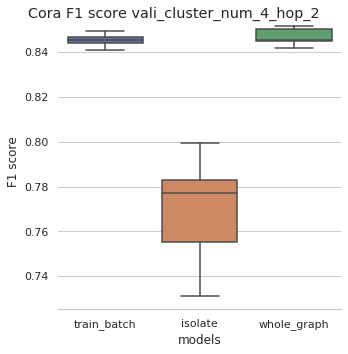 Cora F1 score vali_cluster_num_4_hop_2
0.84
0.82
0.80
0.78
0.76
0.74
F1 score
train_batch isolate whole_graph
models